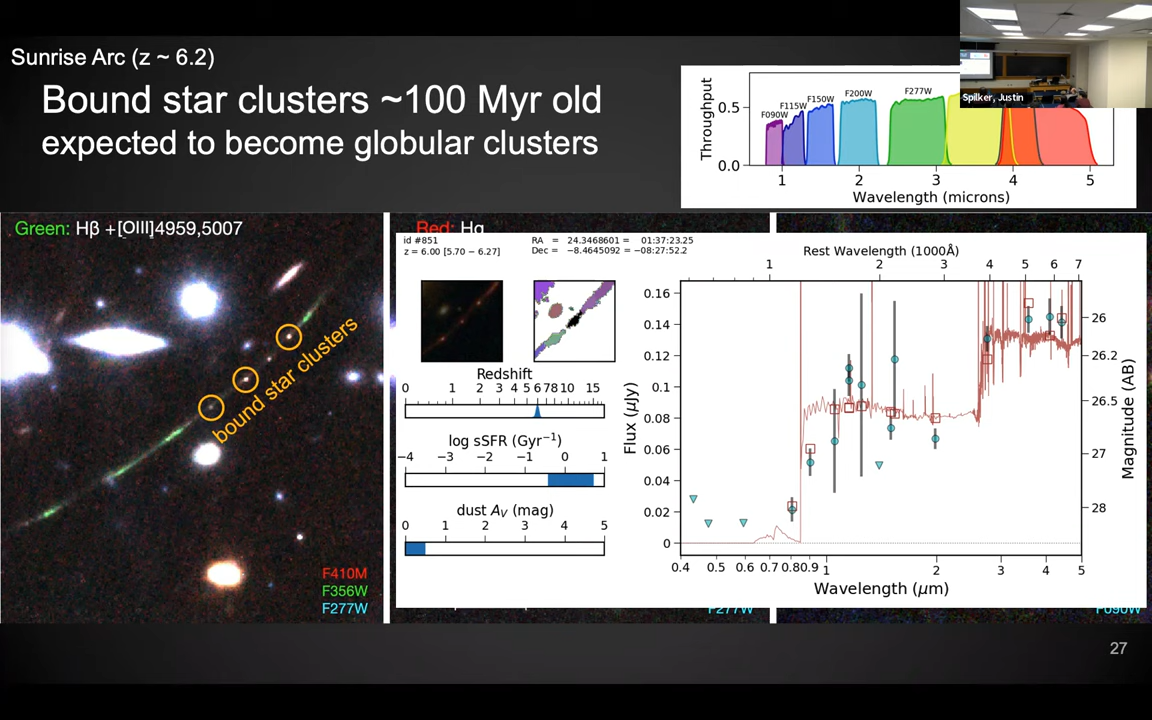 Sunrise Arc (z ~ 6.2)
Bound star clusters ~100 Myr old
expected to become globular clusters
Spilker, Justin
Throughput
0.5
0.0
F090W
F115W
F150W
F200W
F277W
1 2 3 4 5
Wavelength (microns)
Green: Hβ +[OIII]4959,5007
bound star clusters
F410M
F356W
F277W
Red: Hα
id #851
z = 6.00 [5.70 − 6.27]
RA = 24.3468601 = 01:37:23.25
Dec = −8.4645092 = −08:27:52.2
Redshift
0 1 2 3 4 5 6 7 8 10 15
log sSFR (Gyr−1)
−4 −3 −2 −1 0 1
dust AV (mag)
0 1 2 3 4 5
Rest Wavelength (1000Å)
1 2 3 4 5 6 7
Flux (μJy)
0.16
0.14
0.12
0.1
0.08
0.06
0.04
0.02
0
26
26.2
26.5
27
28
Magnitude (AB)
0.4 0.5 0.6 0.7 0.8 0.9 1 2 3 4 5
Wavelength (μm)
F277W
F090W
27